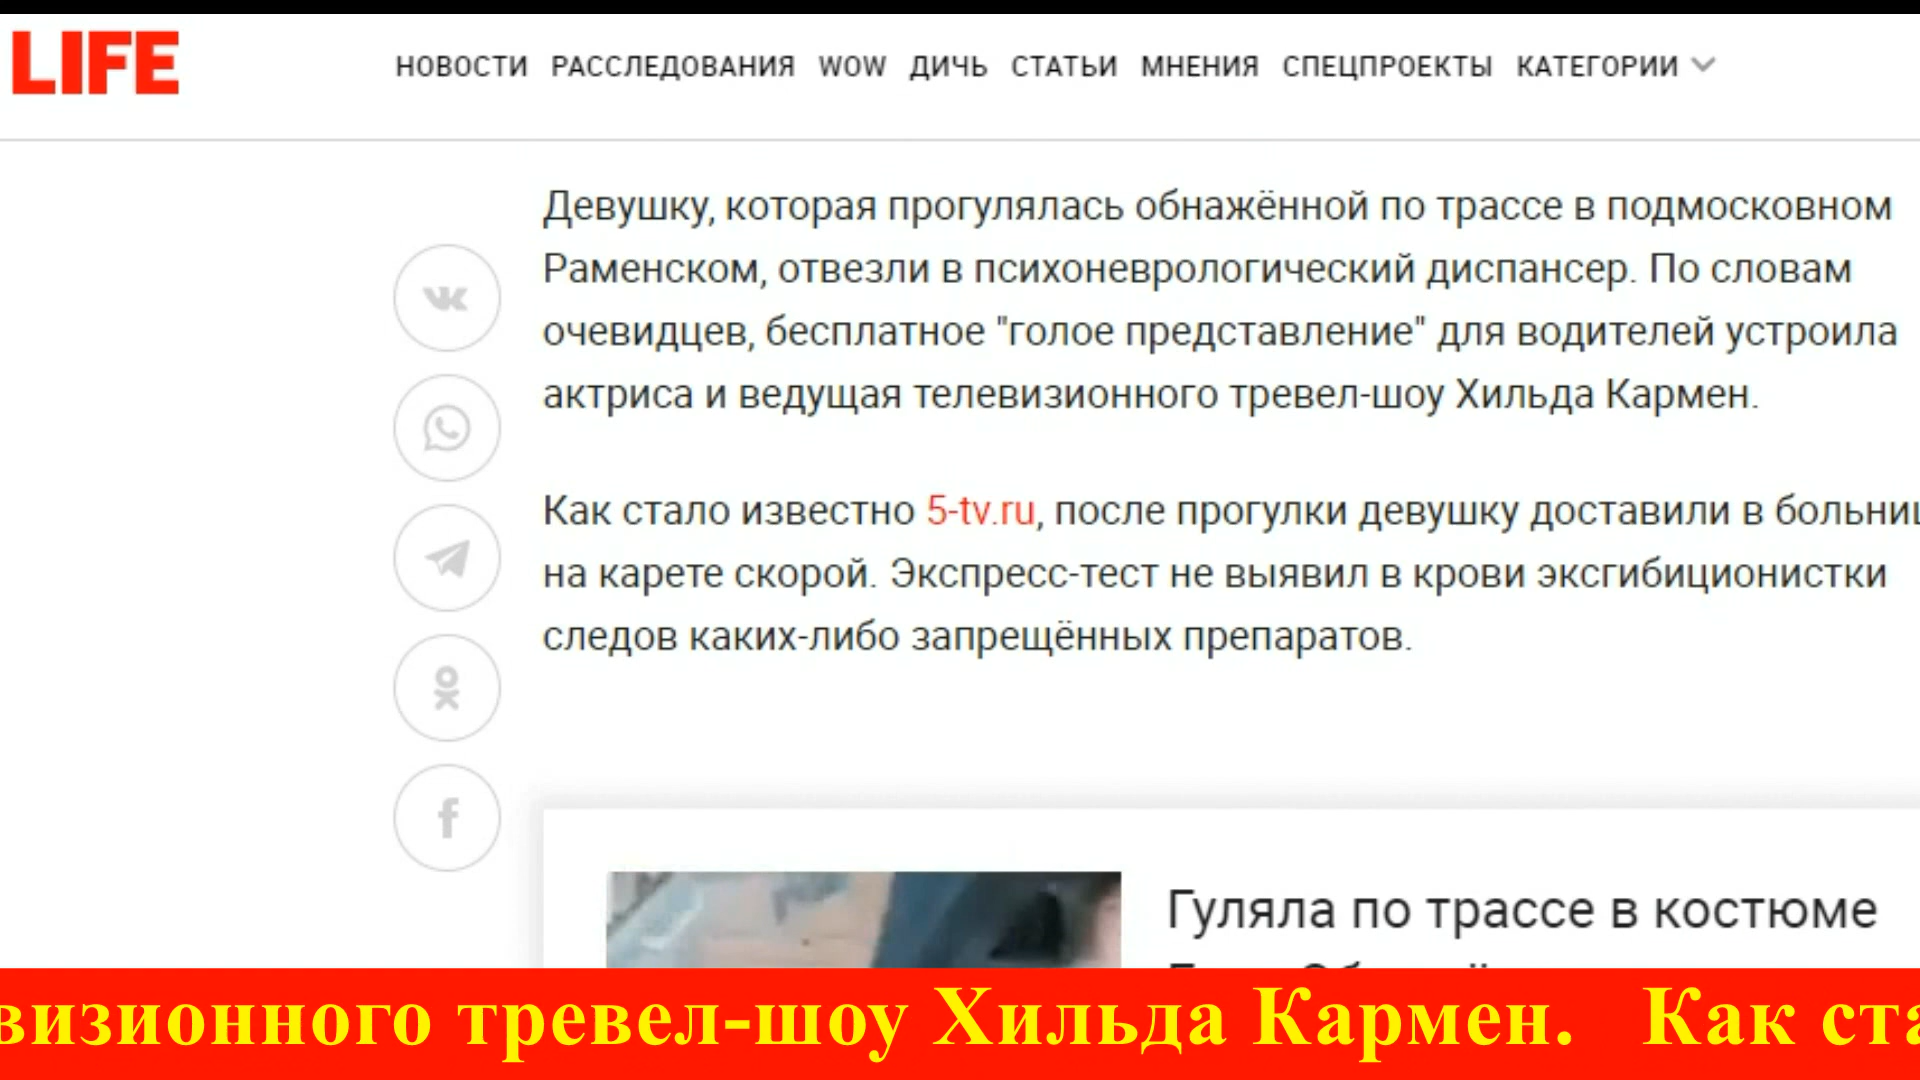 LIFE
НОВОСТИ РАССЛЕДОВАНИЯ WOW ДИЧЬ СТАТЬИ МНЕНИЯ СПЕЦПРОЕКТЫ КАТЕГОРИИ
Девушку, которая прогулялась обнажённой по трассе в подмосковном
Раменском, отвезли в психоневрологический диспансер. По словам
очевидцев, бесплатное "голое представление" для водителей устроила
актриса и ведущая телевизионного тревел-шоу Хильда Кармен.
Как стало известно 5-tv.ru, после прогулки девушку доставили в
на карете скорой. Экспресс-тест не выявил в крови эксгибиционистки
следов каких-либо запрещённых препаратов.
Гуляла по трассе в костюме
визионного тревел-шоу Хильда Кармен. Как ста